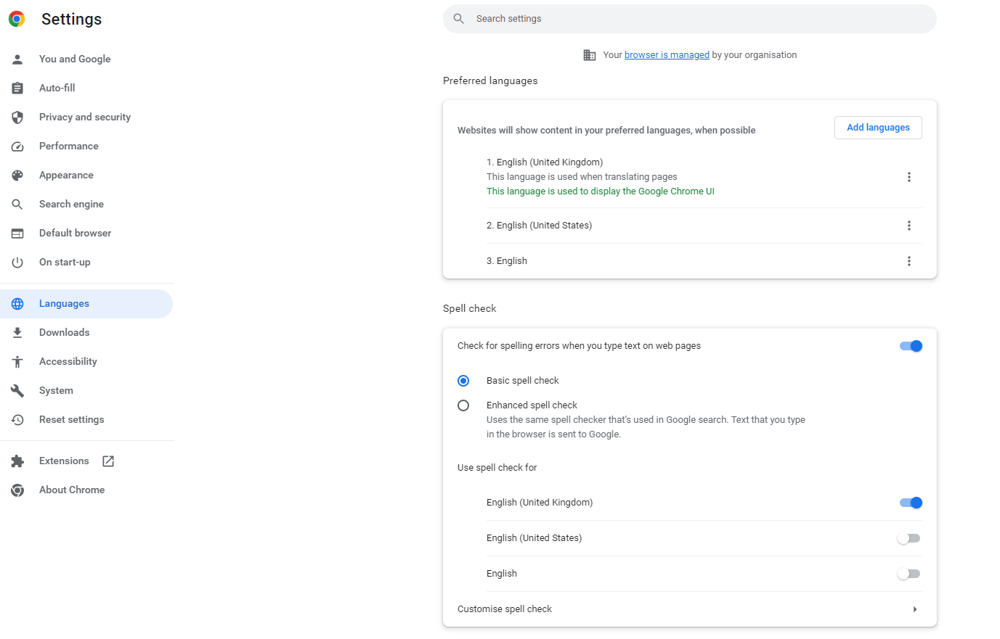 Settings
You and Google
Auto-fill
Privacy and security
Performance
Appearance
Search engine
Default browser
On start-up
Languages
Downloads
Accessibility
System
Reset settings
Extensions
About Chrome
Search settings
Your browser is managed by your organisation
Preferred languages
Websites will show content in your preferred languages, when possible
Add languages
1. English (United Kingdom)
This language is used when translating pages
This language is used to display the Google Chrome UI
2. English (United States)
3. English
Spell check
Check for spelling errors when you type text on web pages
Basic spell check
Enhanced spell check
Uses the same spell checker that's used in Google search. Text that you type
in the browser is sent to Google.
Use spell check for
English (United Kingdom)
English (United States)
English
Customise spell check